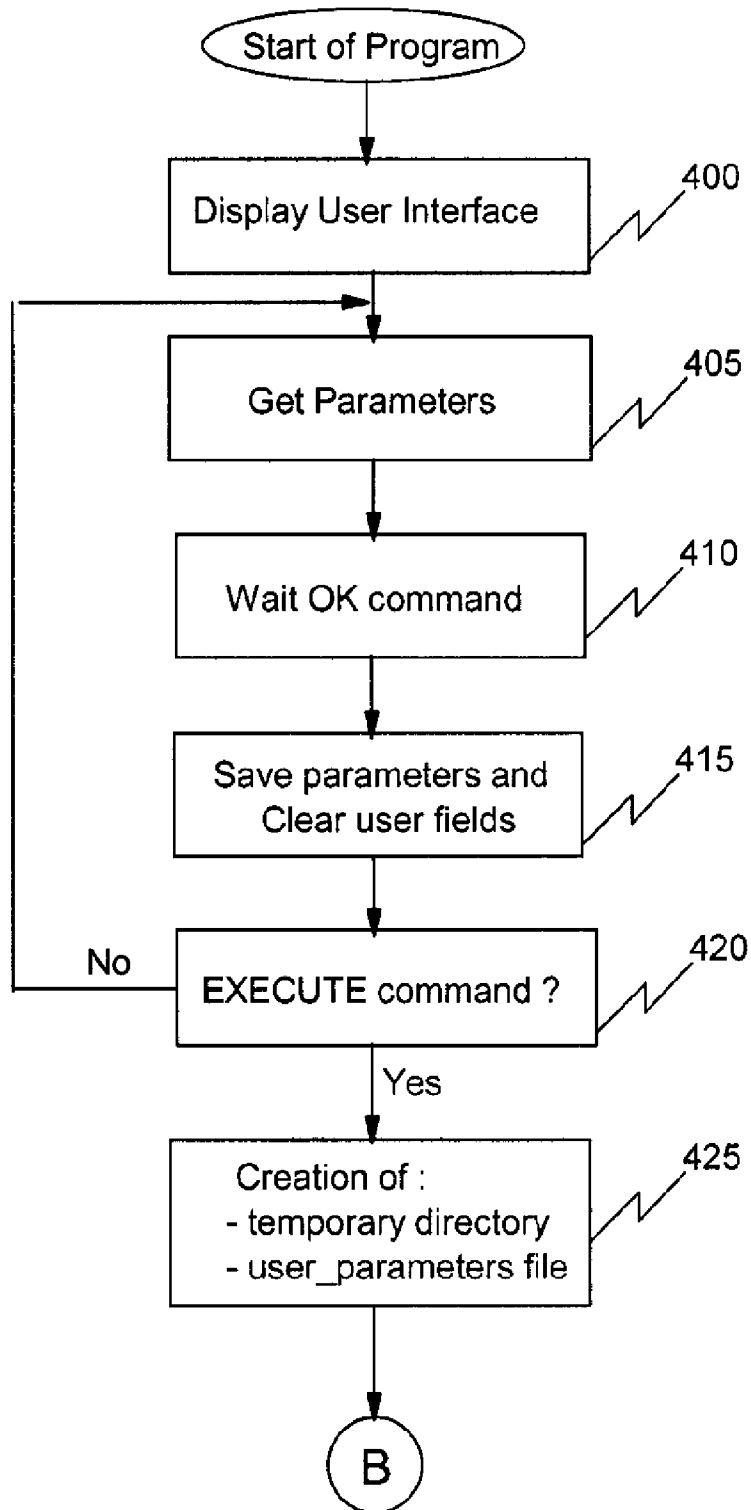 Start of Program
Display User Interface
400
Get Parameters
405
Wait OK command
410
Save parameters and
Clear user fields
415
No
EXECUTE command ?
420
Yes
Creation of :
- temporary directory
- user_parameters file
425
B